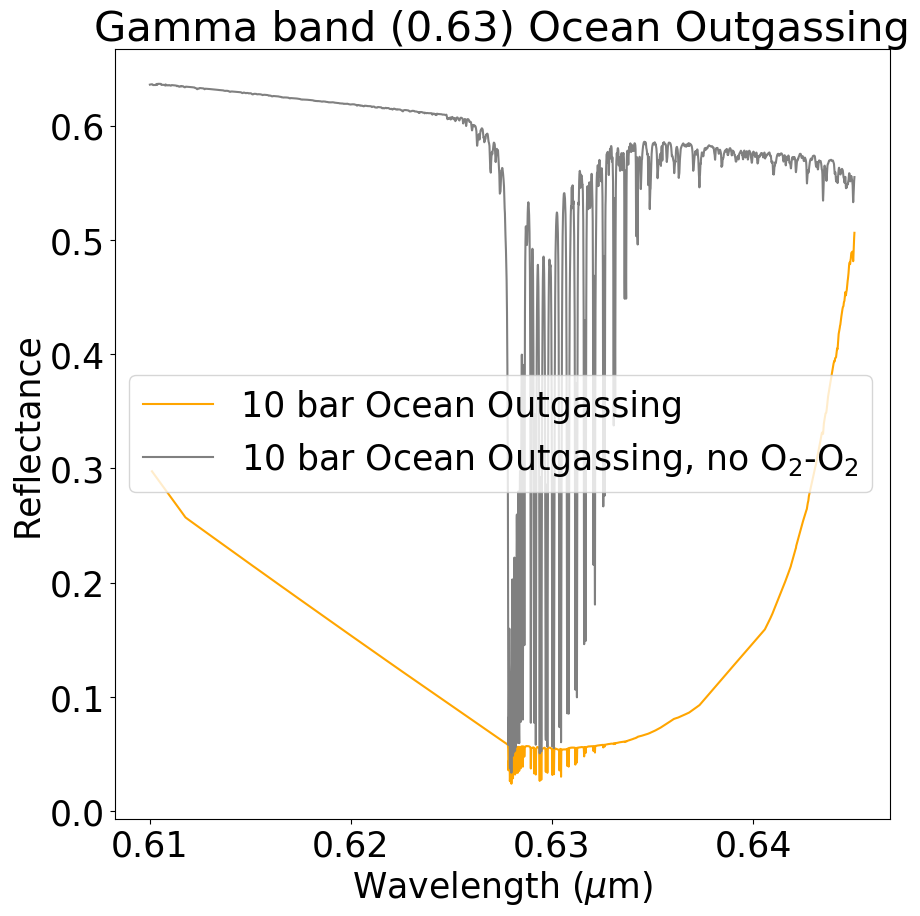 Gamma band (0.63) Ocean Outgassing
Reflectance
0.6
0.5
0.4
0.3
0.2
0.1
0.0
10 bar Ocean Outgassing
10 bar Ocean Outgassing, no O₂-O₂
0.61 0.62 0.63 0.64
Wavelength (μm)